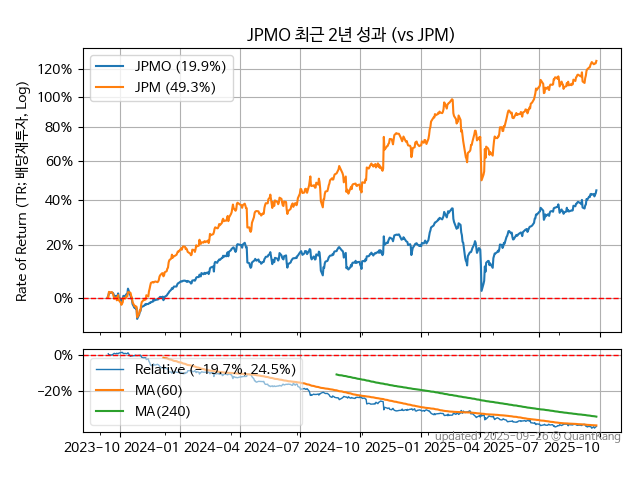 JPMO 최근 2년 성과 (vs JPM)
Rate of Return (TR: 배당재투자, Log)
120%
100%
80%
60%
40%
20%
0%
JPMO (19.9%)
JPM (49.3%)
0%
−20%
Relative (−19.7%, 24.5%)
MA(60)
MA(240)
updated: 2025-09-26 © QuantKang
2023-10 2024-01 2024-04 2024-07 2024-10 2025-01 2025-04 2025-07 2025-10